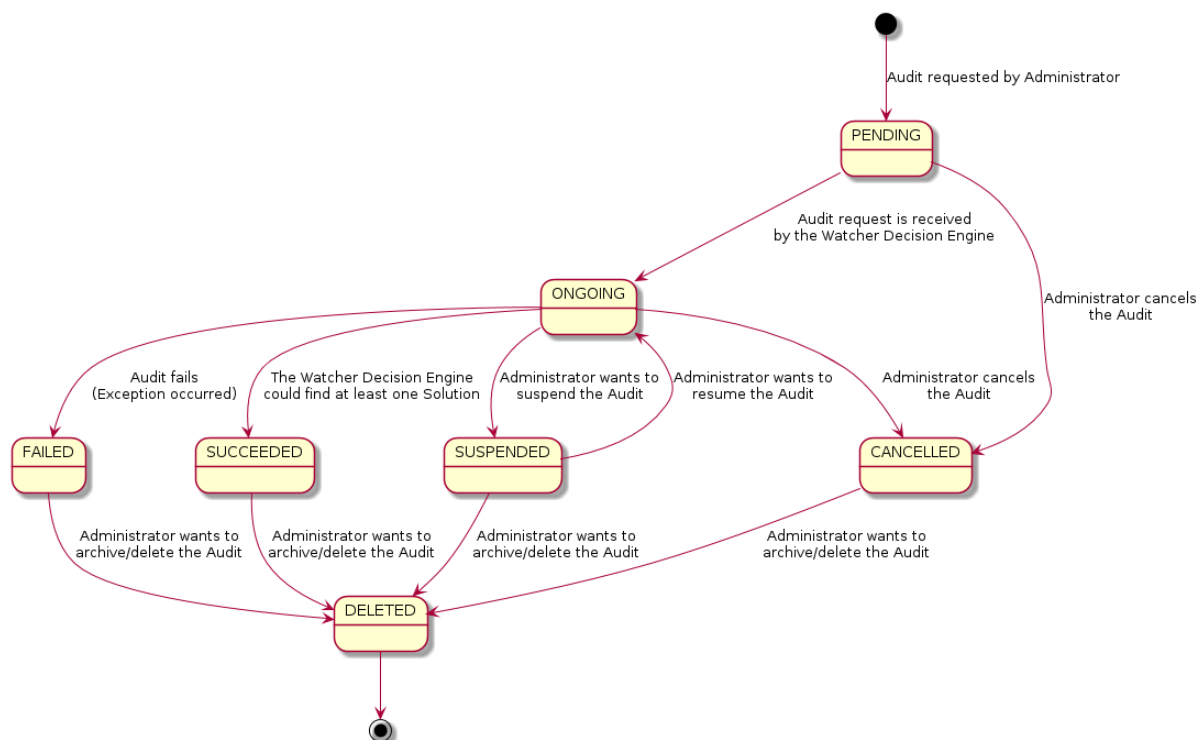 Audit requested by Administrator
PENDING
Audit request is received
by the Watcher Decision Engine
Administrator cancels
the Audit
ONGOING
Audit fails
(Exception occurred)
The Watcher Decision Engine
could find at least one Solution
Administrator wants to
suspend the Audit
Administrator wants to
resume the Audit
Administrator cancels
the Audit
FAILED
SUCCEEDED
SUSPENDED
CANCELLED
Administrator wants to
archive/delete the Audit
Administrator wants to
archive/delete the Audit
Administrator wants to
archive/delete the Audit
Administrator wants to
archive/delete the Audit
DELETED